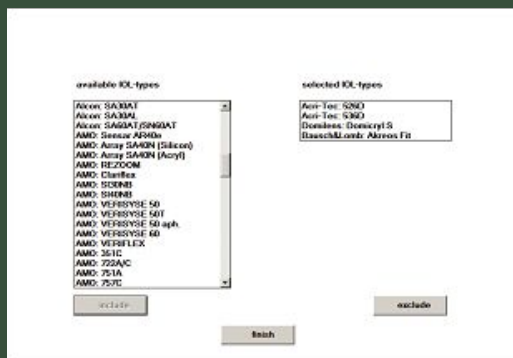 available IOL-types
Alcon: SA30AT
Alcon: SA30AL
Alcon: SA60AT/SN60AT
AMO: Sensar AR40e
AMO: Array SA40N (Silicon)
AMO: Array SA40N (Acryl)
AMO: REZOOM
AMO: Clariflex
AMO: SI30NB
AMO: SI40NB
AMO: VERISYSE 50
AMO: VERISYSE 50T
AMO: VERISYSE 50 aph.
AMO: VERISYSE 60
AMO: VERIFLEX
AMO: 351C
AMO: 722A/C
AMO: 751A
AMO: 757C
include
selected IOL-types
Acri-Tec: 526D
Acri-Tec: 536D
Domilens: Domicryl S
Bausch&Lomb: Akreos Fit
exclude
finish